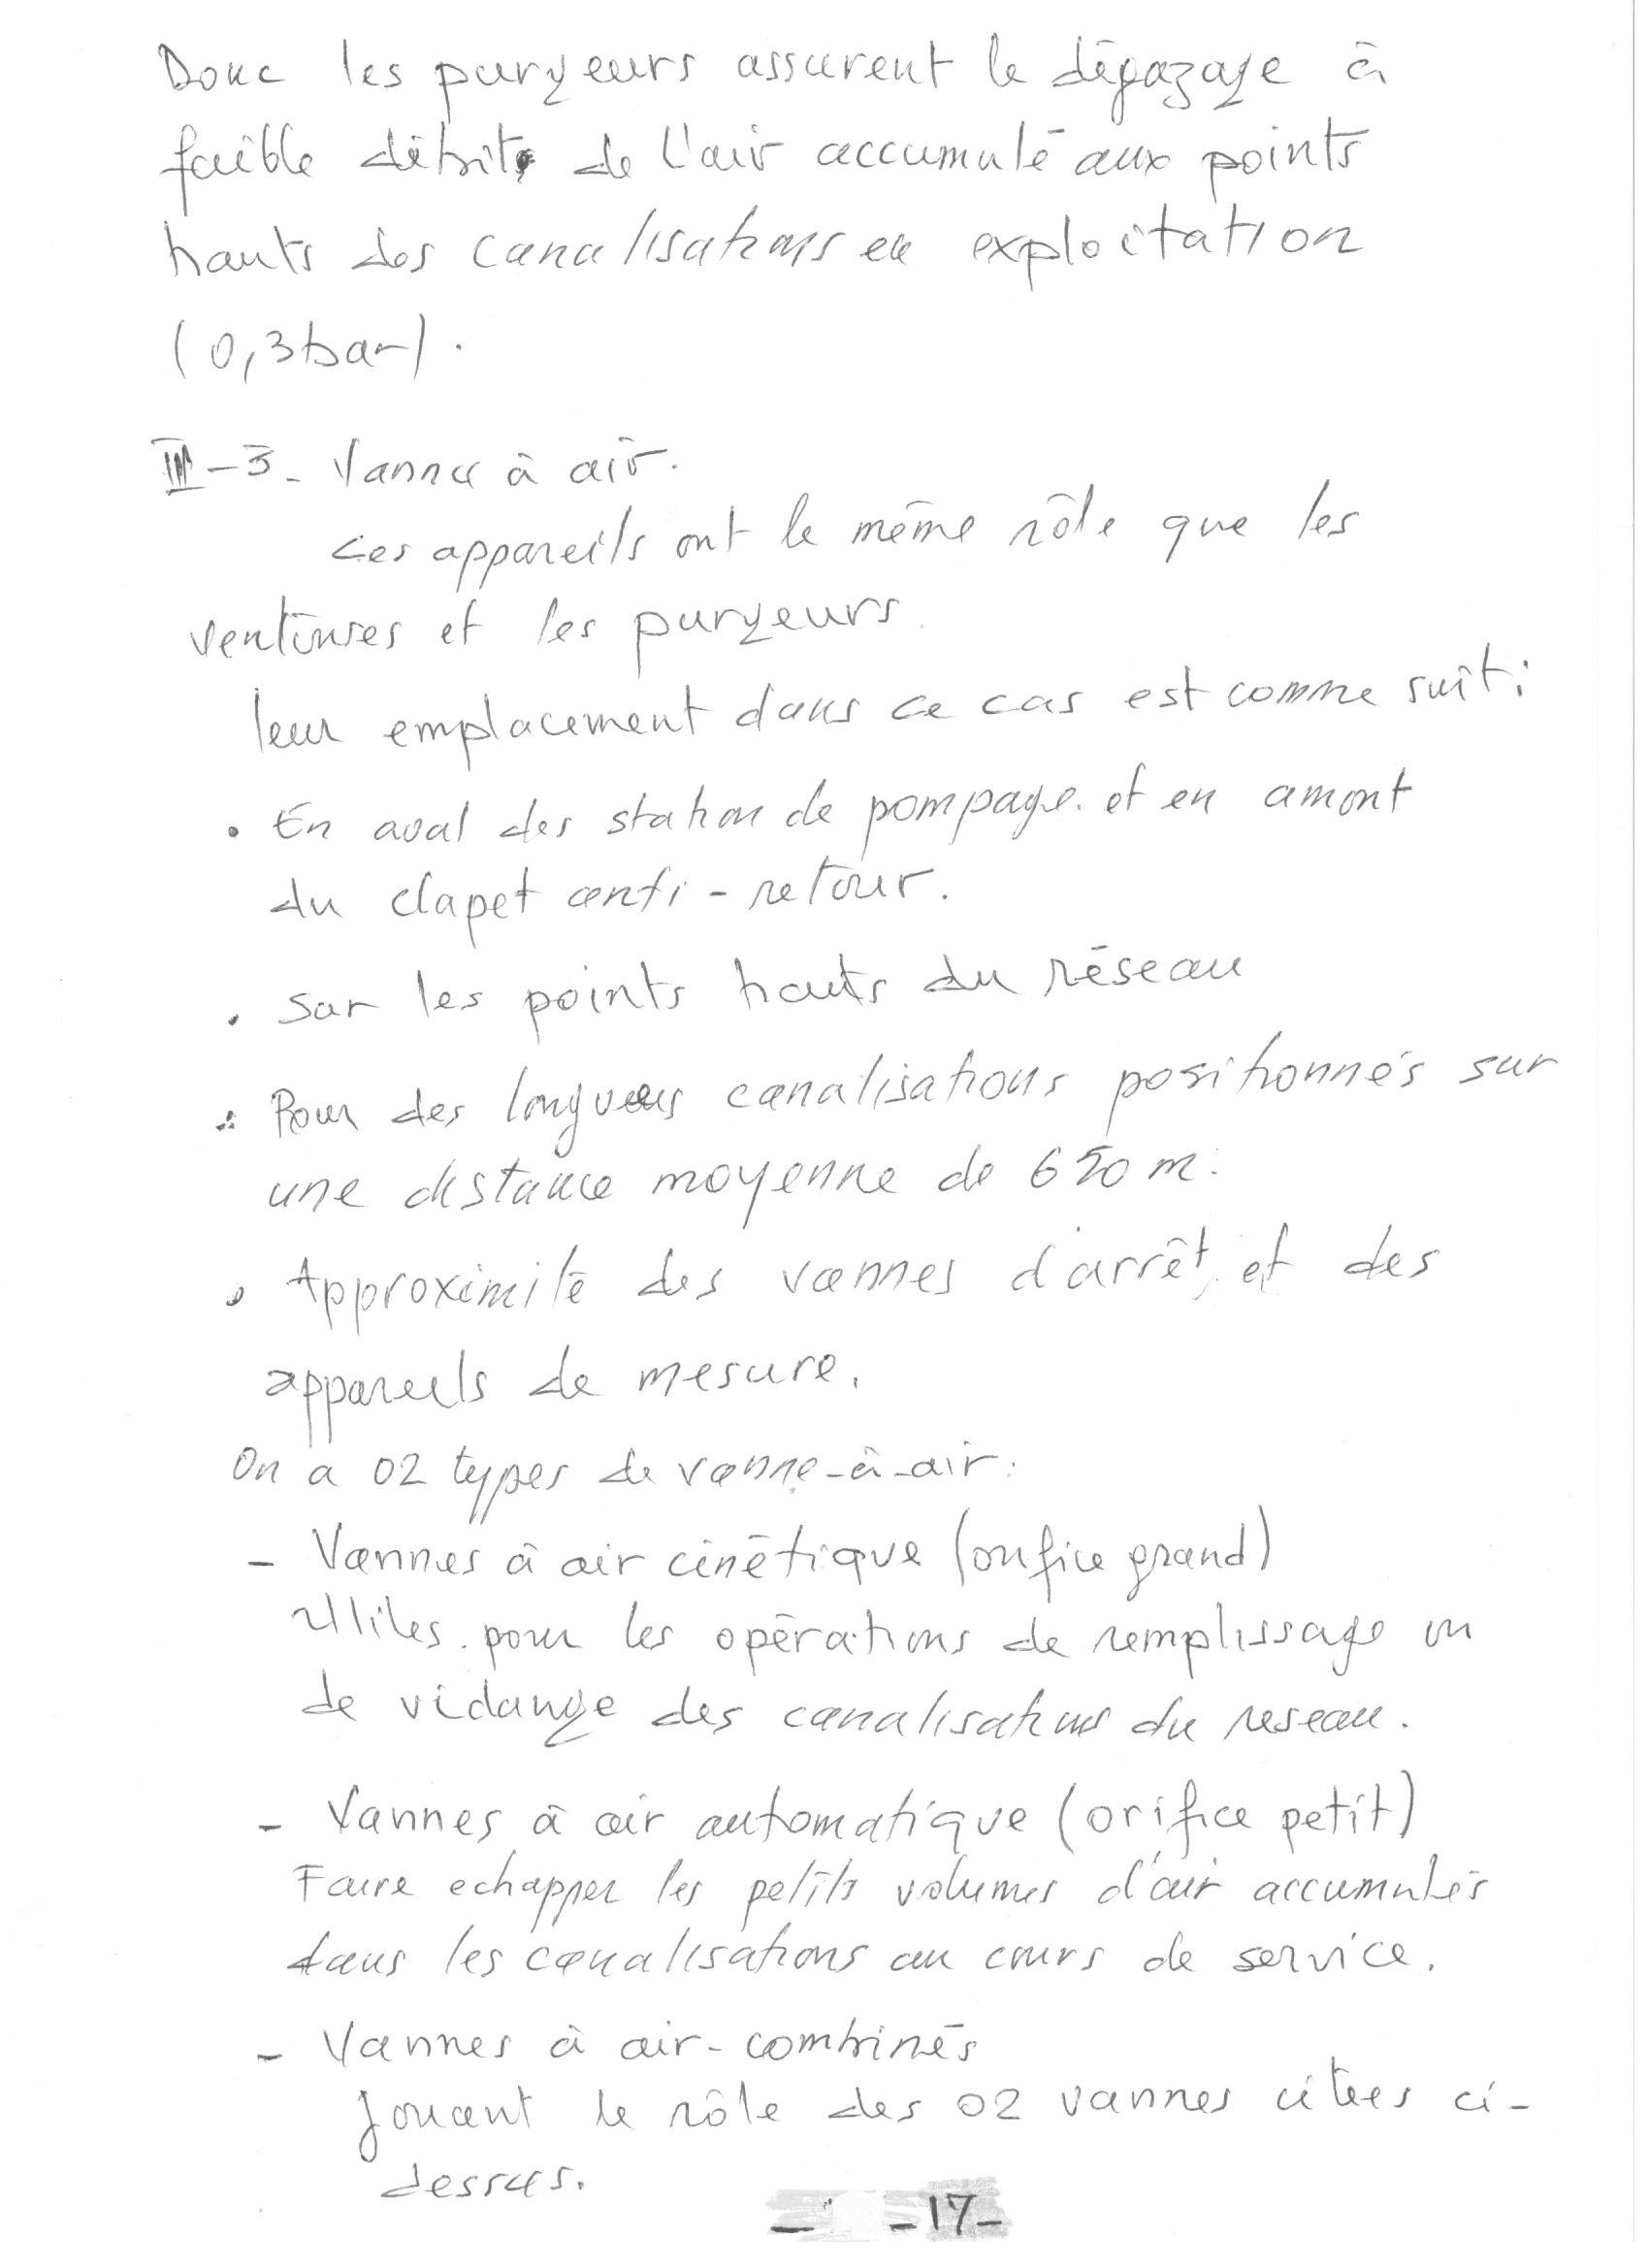 Donc les purgeurs assurent le dégazage à
faible débit de l'air accumulé aux points
hauts des canalisations en exploitation
(0,3bar).
III-3- Vanne à air.
Ces appareils ont le même rôle que les
ventouses et les purgeurs.
leur emplacement dans ce cas est comme suit:
• En aval des station de pompage et en amont
du clapet anti-retour.
• Sur les points hauts du réseau
• Pour des longues canalisations positionnés sur
une distance moyenne de 650 m.
• Approximité des vannes d'arrêt, et des
appareils de mesure.
On a 02 types de vanne-à-air:
- Vannes à air cinétique (orifice grand)
Utiles pour les opérations de remplissage ou
de vidange des canalisations du reseau.
- Vannes à air automatique (orifice petit)
Faire echapper les petits volumes d'air accumulés
dans les canalisations au cours de service.
- Vannes à air-combinés
Jouant le rôle des 02 vannes citées ci-
dessus.
- -17-